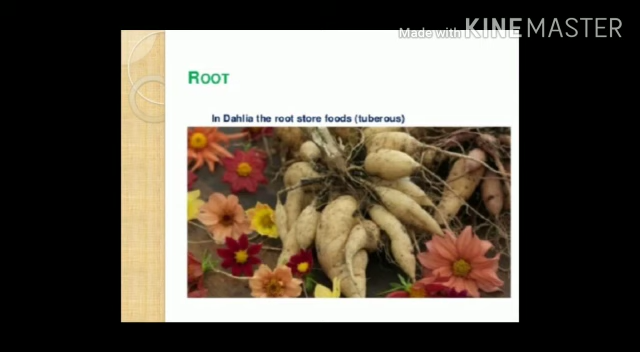 Made with KINEMASTER
ROOT
In Dahlia the root store foods (tuberous)